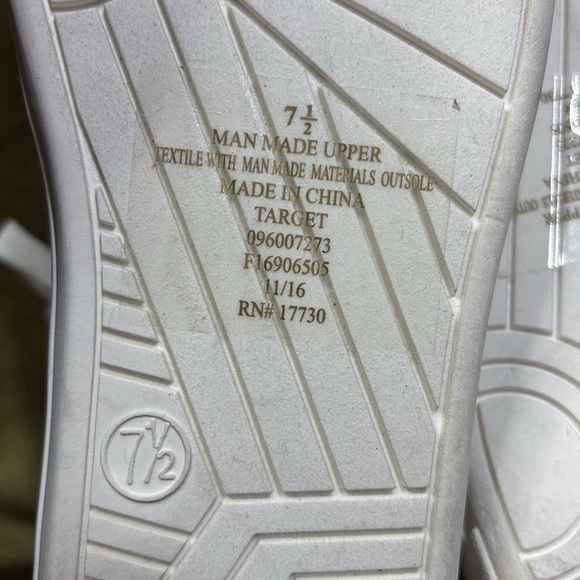 7 1/2
MAN MADE UPPER
TEXTILE WITH MAN MADE MATERIALS OUTSOLE
MADE IN CHINA
TARGET
096007273
F16906505
11/16
RN# 17730
7 1/2